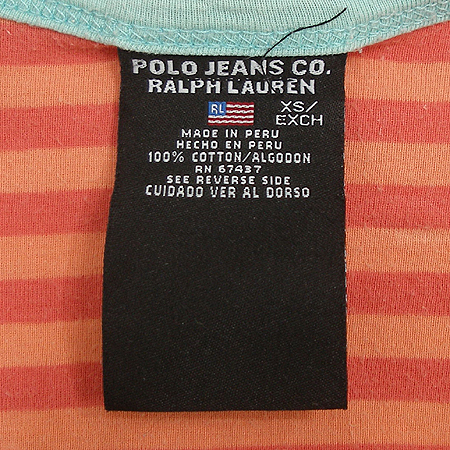 POLO JEANS CO.
RALPH LAUREN
RL XS/
EXCH
MADE IN PERU
HECHO EN PERU
100% COTTON/ALGODON
RN 67437
SEE REVERSE SIDE
CUIDADO VER AL DORSO